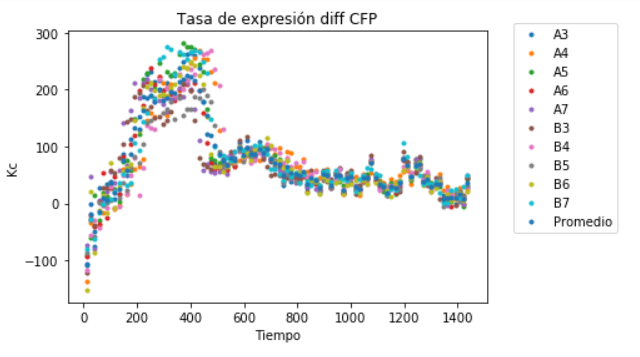 Tasa de expresión diff CFP
300
200
100
0
−100
Kc
0 200 400 600 800 1000 1200 1400
Tiempo
A3
A4
A5
A6
A7
B3
B4
B5
B6
B7
Promedio